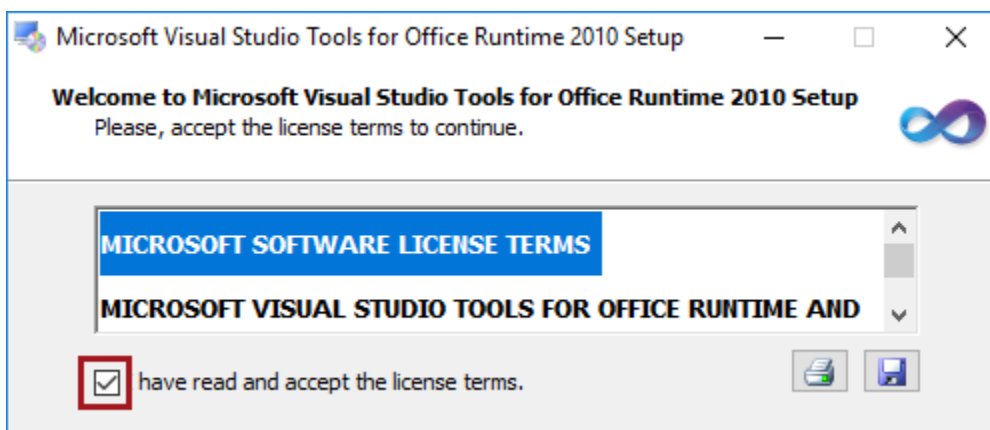 Microsoft Visual Studio Tools for Office Runtime 2010 Setup
Welcome to Microsoft Visual Studio Tools for Office Runtime 2010 Setup
Please, accept the license terms to continue.
MICROSOFT SOFTWARE LICENSE TERMS
MICROSOFT VISUAL STUDIO TOOLS FOR OFFICE RUNTIME AND
have read and accept the license terms.